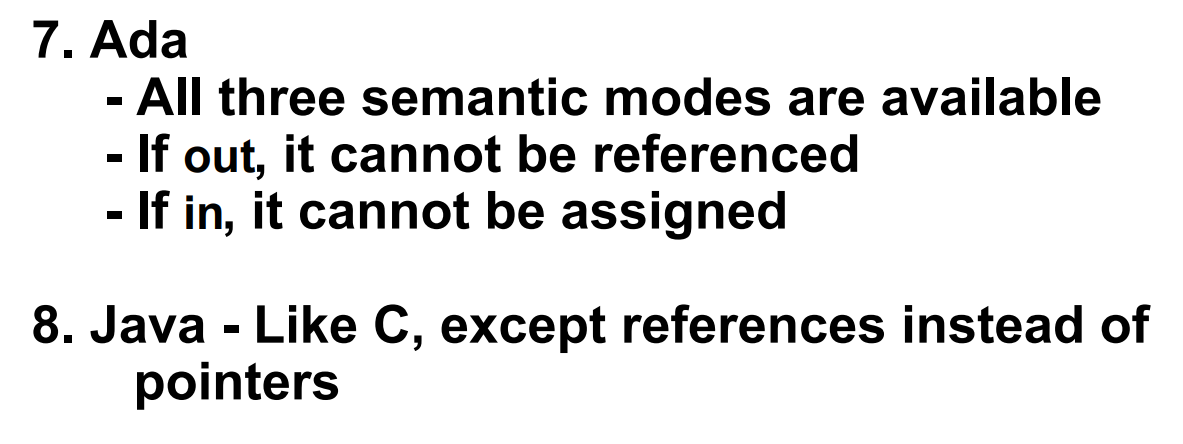 7. Ada
- All three semantic modes are available
- If out, it cannot be referenced
- If in, it cannot be assigned
8. Java - Like C, except references instead of
pointers